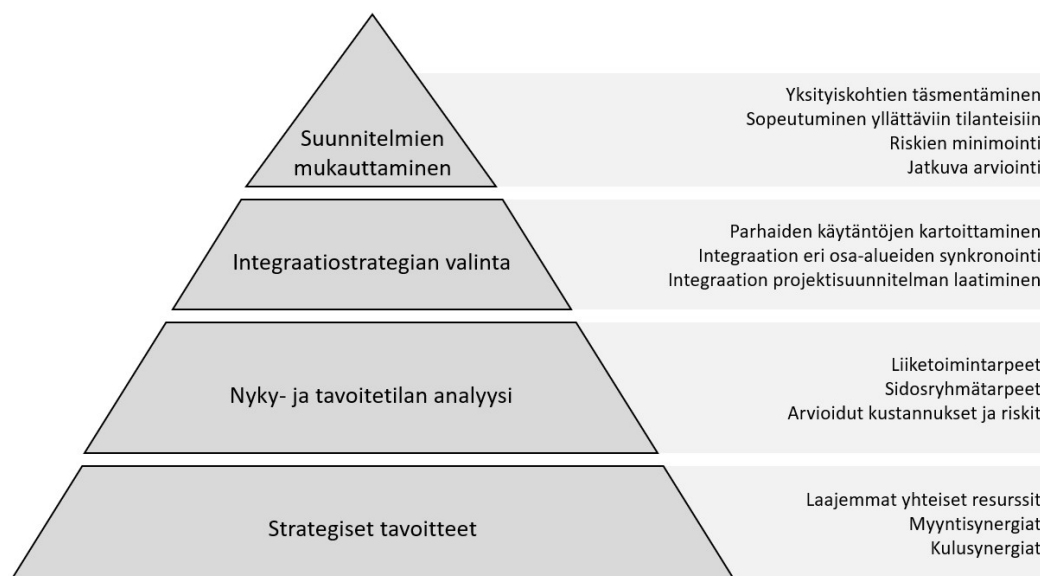 Suunnitelmien
mukauttaminen
Yksityiskohtien täsmentäminen
Sopeutuminen yllättäviin tilanteisiin
Riskien minimointi
Jatkuva arviointi
Integraatiostrategian valinta
Parhaiden käytäntöjen kartoittaminen
Integraation eri osa-alueiden synkronointi
Integraation projektisuunnitelman laatiminen
Nyky- ja tavoitetilan analyysi
Liiketoimintarpeet
Sidosryhmätarpeet
Arvioidut kustannukset ja riskit
Strategiset tavoitteet
Laajemmat yhteiset resurssit
Myyntisynergiat
Kulusynergiat